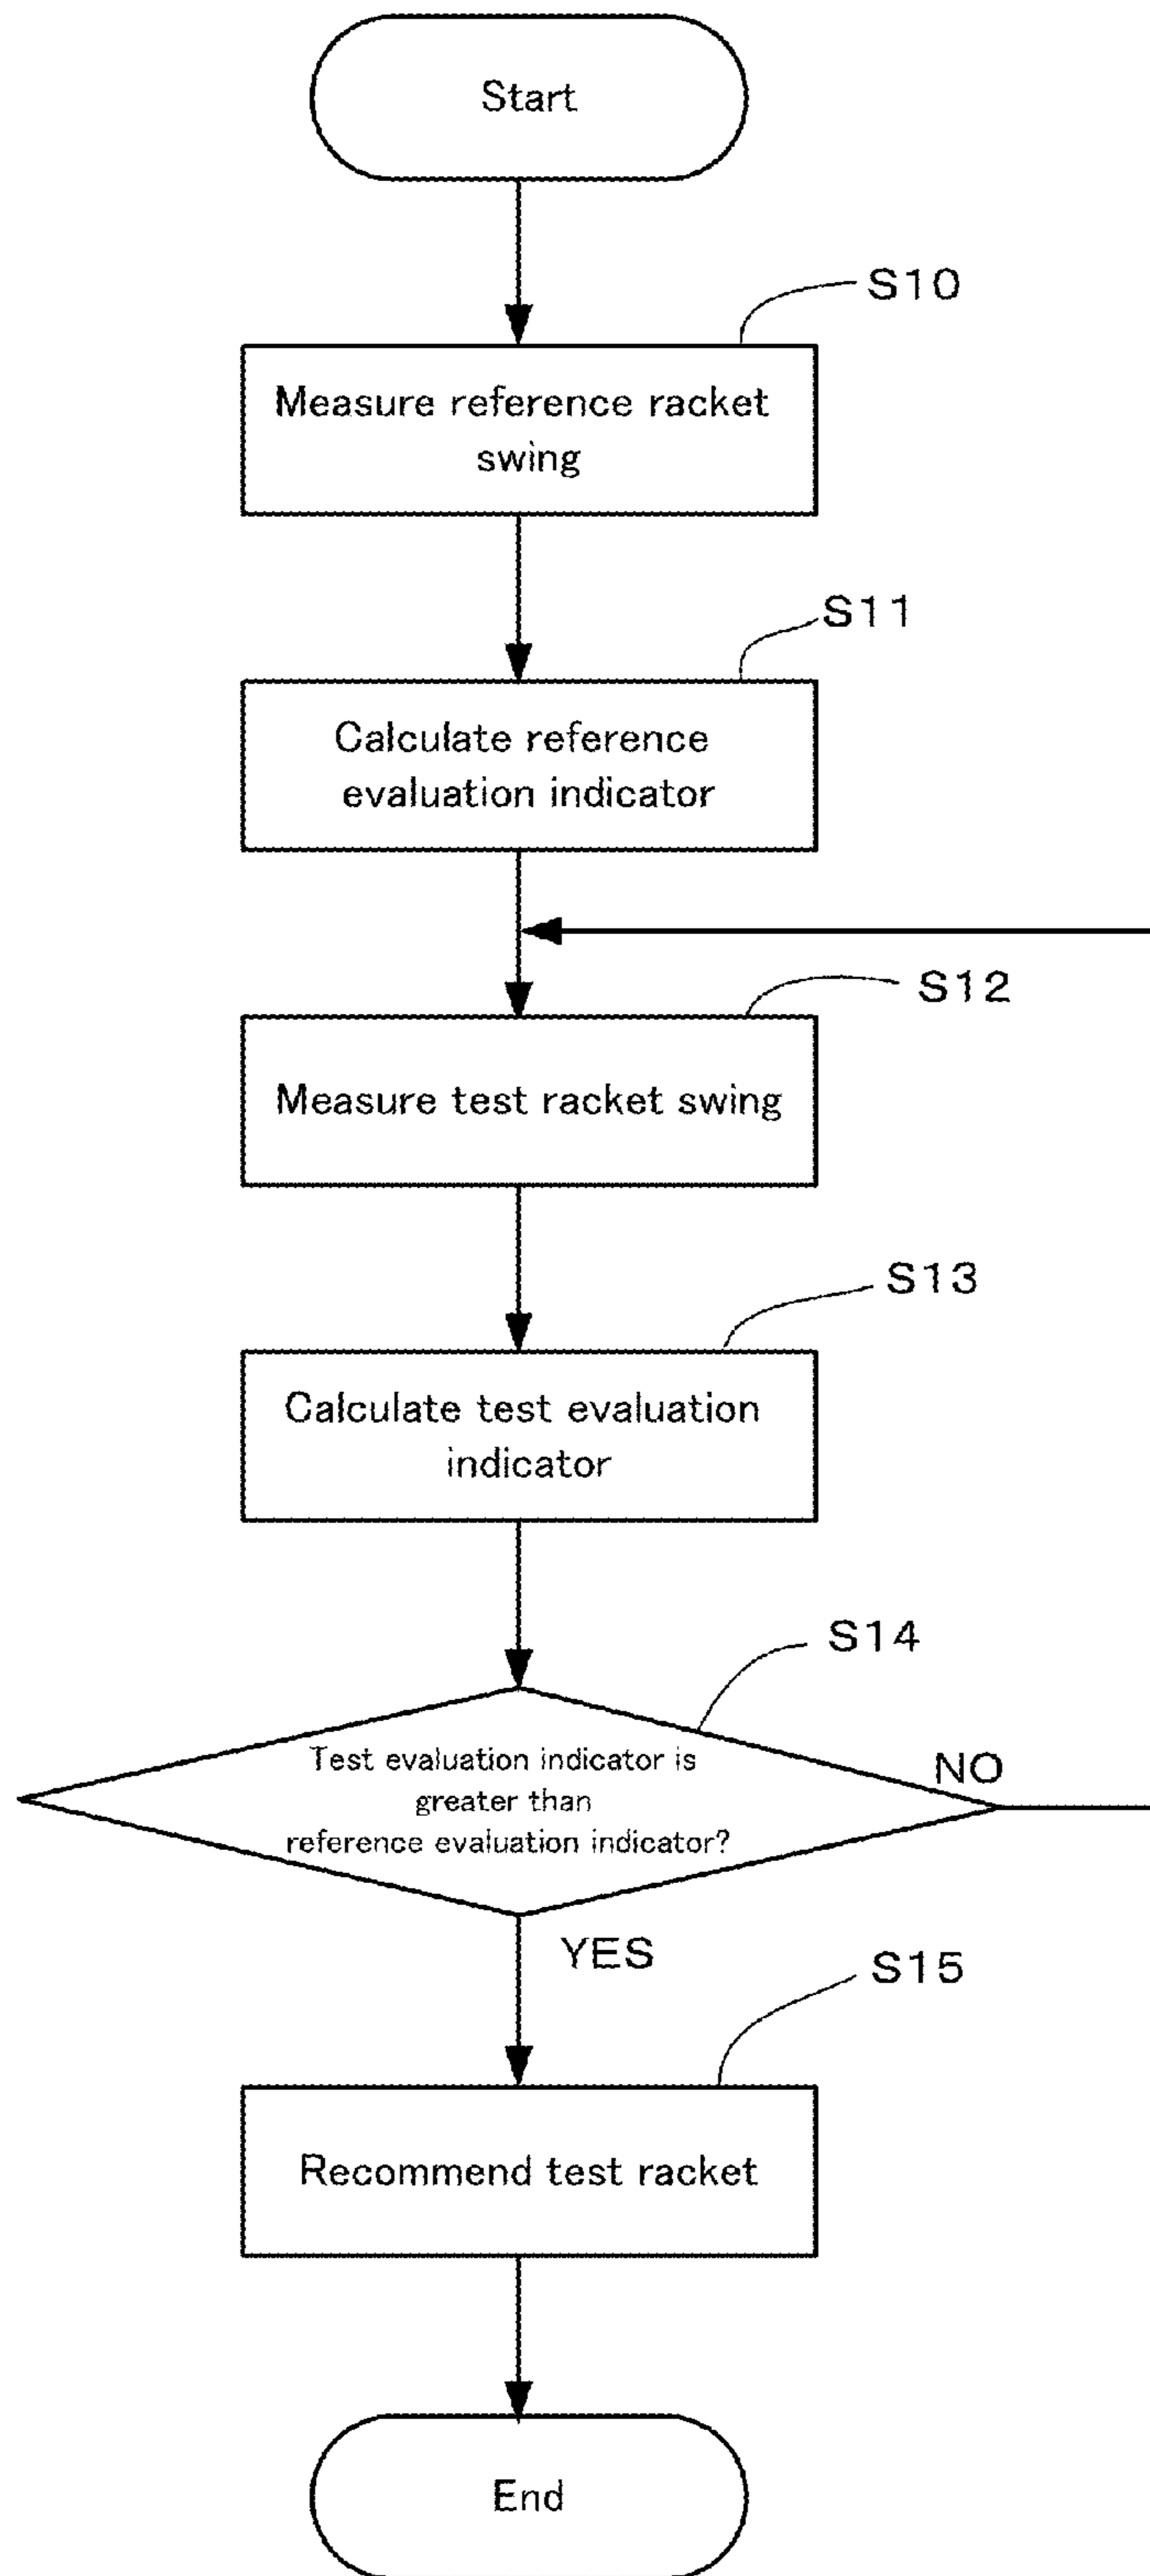 Start
S10
Measure reference racket
swing
S11
Calculate reference
evaluation indicator
S12
Measure test racket swing
S13
Calculate test evaluation
indicator
S14
Test evaluation indicator is
greater than
reference evaluation indicator?
NO
YES
S15
Recommend test racket
End